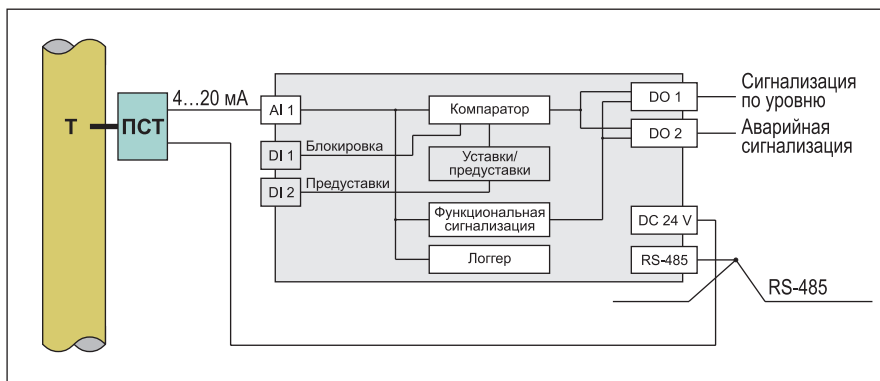 Т
ПСТ
4...20 мА
AI 1
DI 1
Блокировка
DI 2
Предуставки
Компаратор
Уставки/
предуставки
Функциональная
сигнализация
Логгер
DO 1
DO 2
DC 24 V
RS-485
Сигнализация
по уровню
Аварийная
сигнализация
RS-485